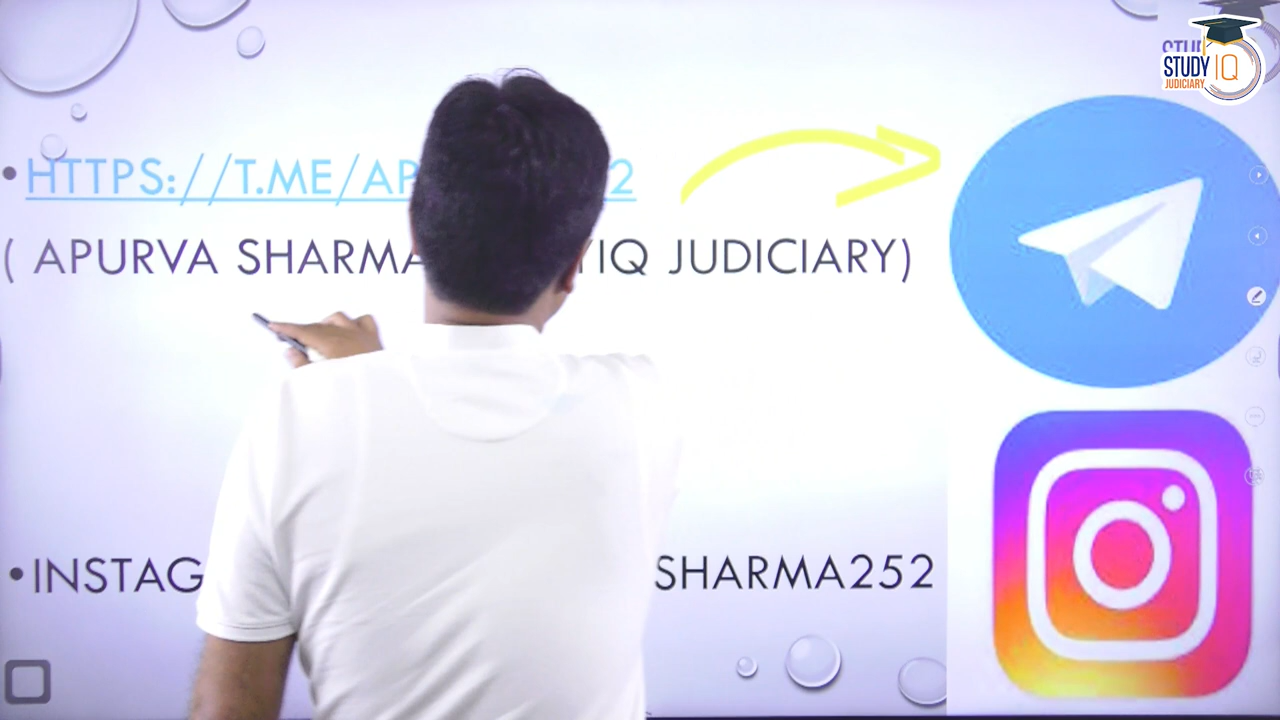 STUDY IQ
JUDICIARY
• HTTPS://T.ME/AP 2
( APURVA SHARMA IQ JUDICIARY)
•INSTAG SHARMA252